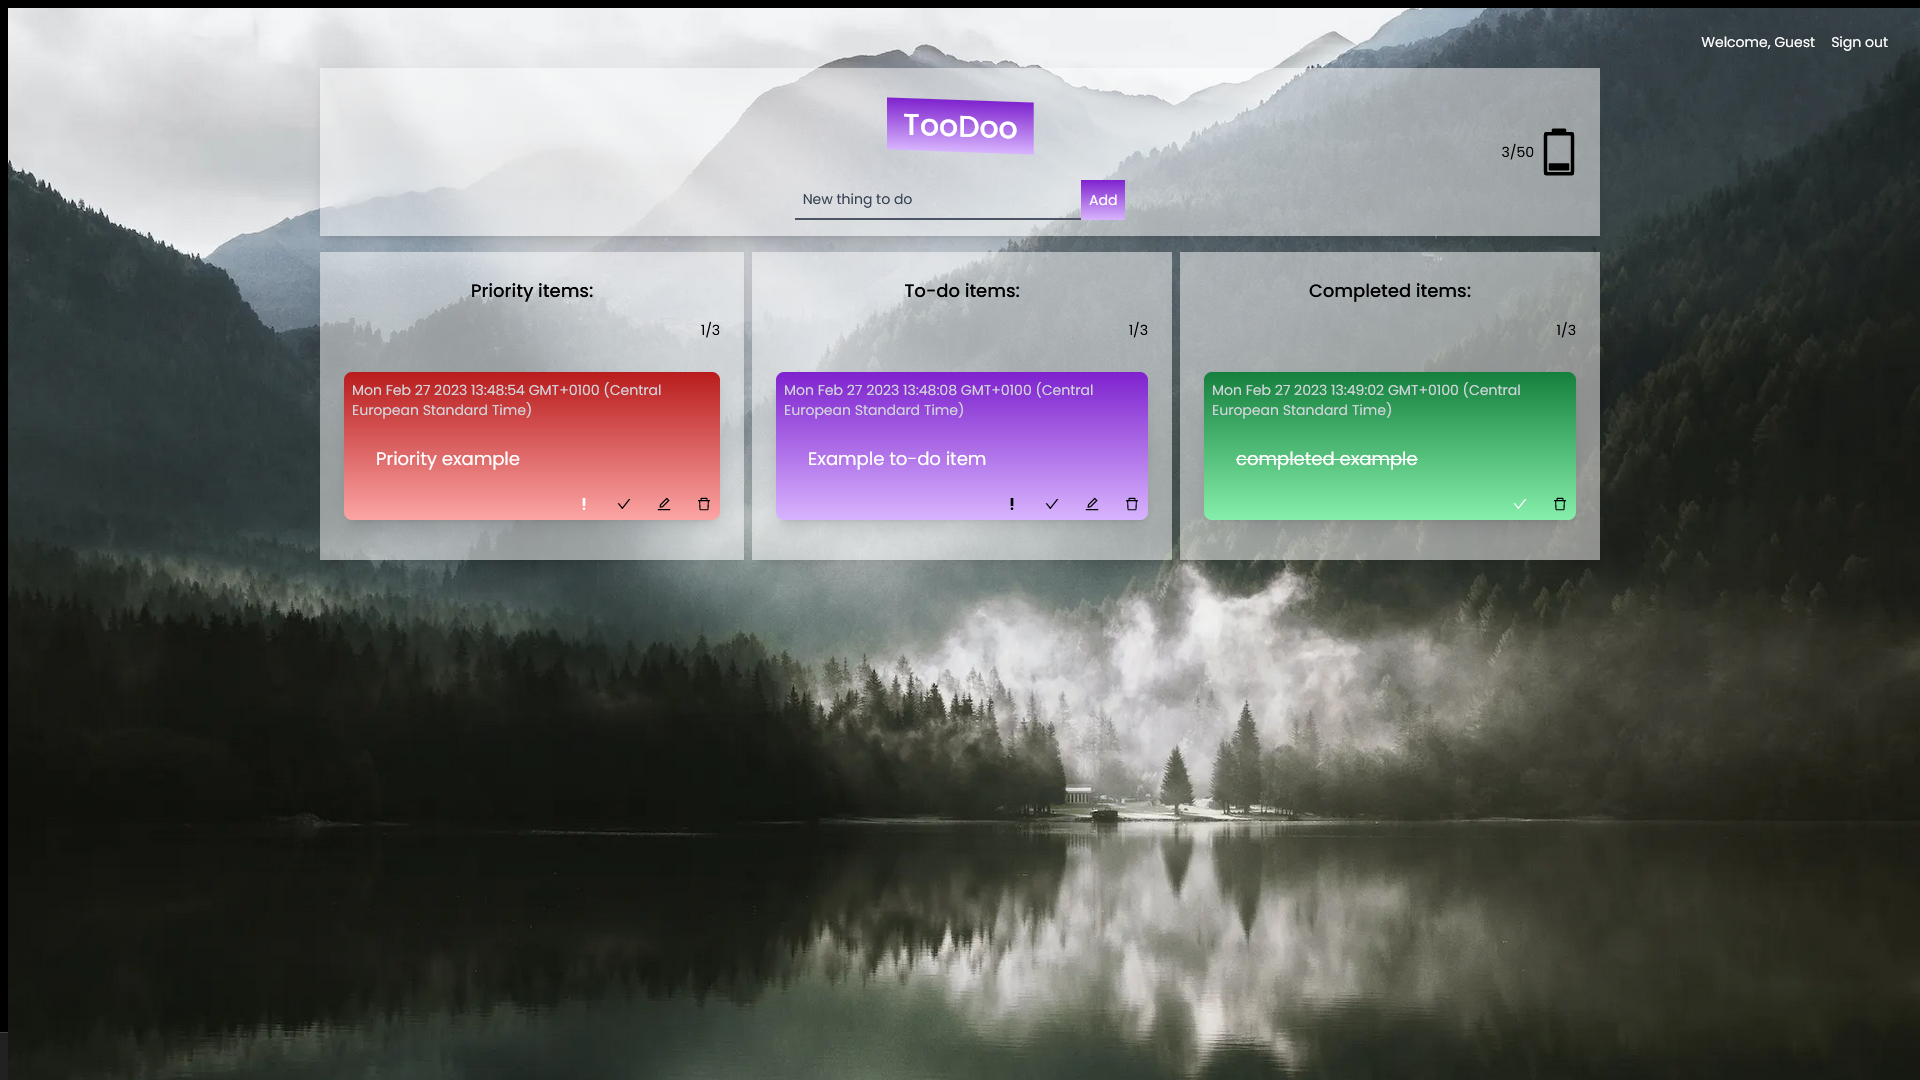 Welcome, Guest Sign out
TooDoo
3/50
New thing to do Add
Priority items:
1/3
Mon Feb 27 2023 13:48:54 GMT+0100 (Central
European Standard Time)
Priority example
To-do items:
1/3
Mon Feb 27 2023 13:48:08 GMT+0100 (Central
European Standard Time)
Example to-do item
Completed items:
1/3
Mon Feb 27 2023 13:49:02 GMT+0100 (Central
European Standard Time)
completed example